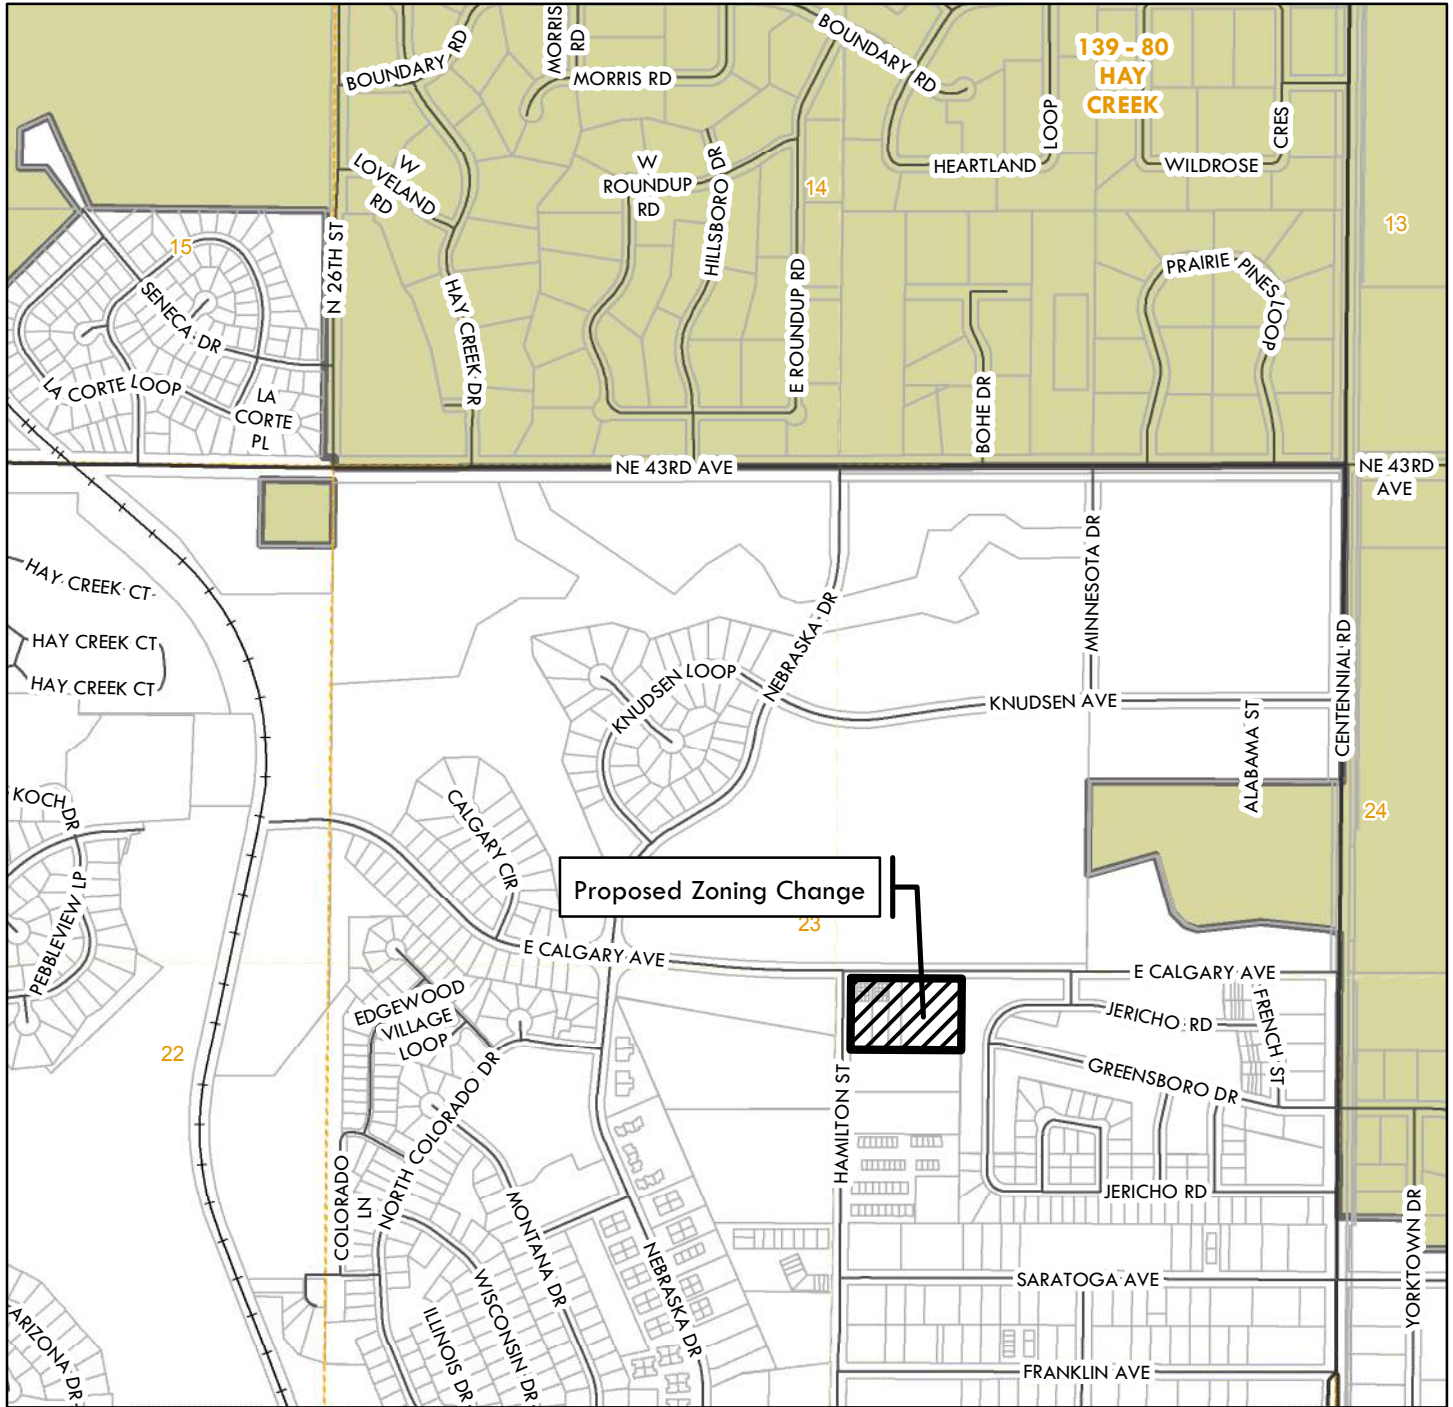 BOUNDARY RD
MORRIS
RD
MORRIS RD
BOUNDARY RD
139 - 80
HAY
CREEK
LOOP
CRES
W
LOVELAND
RD
W
ROUNDUP
RD
HILLSBORO DR
14
HEARTLAND
WILDROSE
13
15
SENECA DR
N 26TH ST
HAY CREEK DR
E ROUNDUP RD
PRAIRIE PINES LOOP
LA CORTE LOOP
LA
CORTE
PL
BOHE DR
NE 43RD AVE
NE 43RD
AVE
HAY CREEK CT
HAY CREEK CT
HAY CREEK CT
MINNESOTA DR
NEBRASKA DR
KNUDSEN LOOP
KNUDSEN AVE
CENTENNIAL RD
ALABAMA ST
KOCH DR
CALGARY CIR
24
PEBBLEVIEW LP
Proposed Zoning Change
23
E CALGARY AVE
E CALGARY AVE
EDGEWOOD
VILLAGE
LOOP
JERICHO RD
FRENCH ST
22
NORTH COLORADO DR
HAMILTON ST
GREENSBORO DR
COLORADO
LN
MONTANA DR
JERICHO RD
YORKTOWN DR
NEBRASKA DR
WISCONSIN DR
ILLINOIS DR
SARATOGA AVE
ARIZONA DR
FRANKLIN AVE